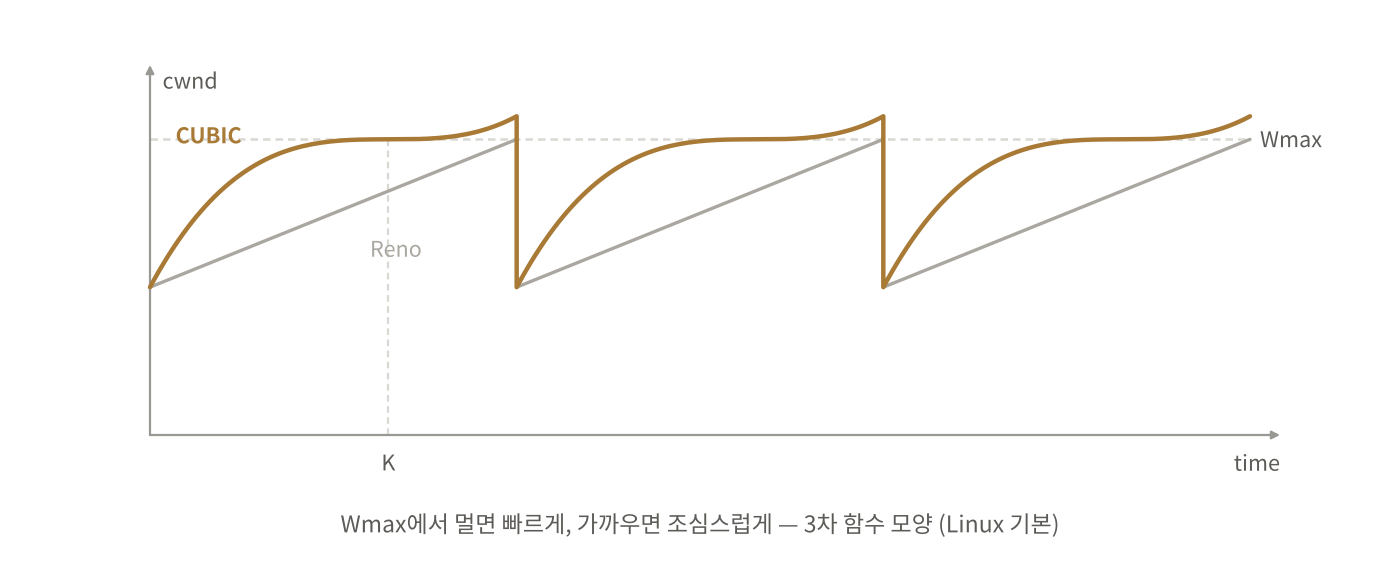 cwnd
CUBIC
Wmax
Reno
K
time
Wmax에서 멀면 빠르게, 가까우면 조심스럽게 — 3차 함수 모양 (Linux 기본)